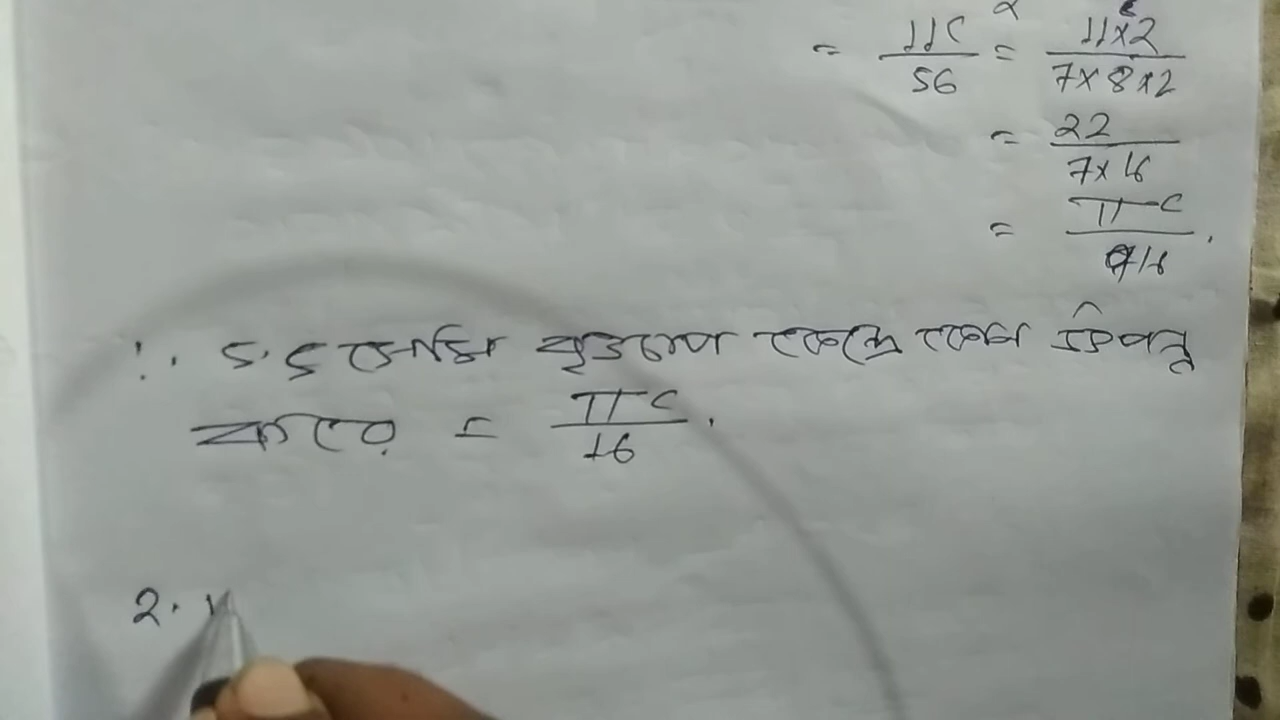 = 11c/56 = 11×2/7×8×2
= 22/7×16
= πc/16.
∴ 5.5 সেমি বৃত্তচাপ কেন্দ্রে কোণ উৎপন্ন
করে = πc/16.
2.